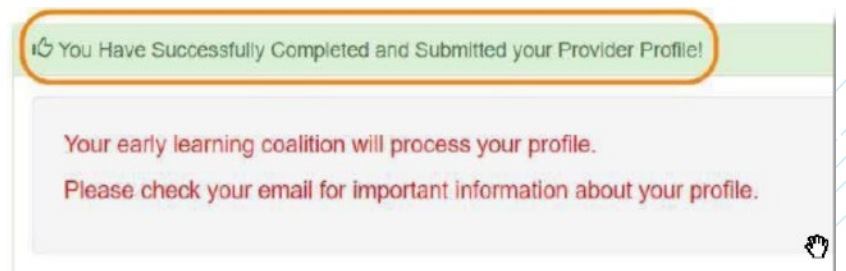 You Have Successfully Completed and Submitted your Provider Profile!
Your early learning coalition will process your profile.
Please check your email for important information about your profile.